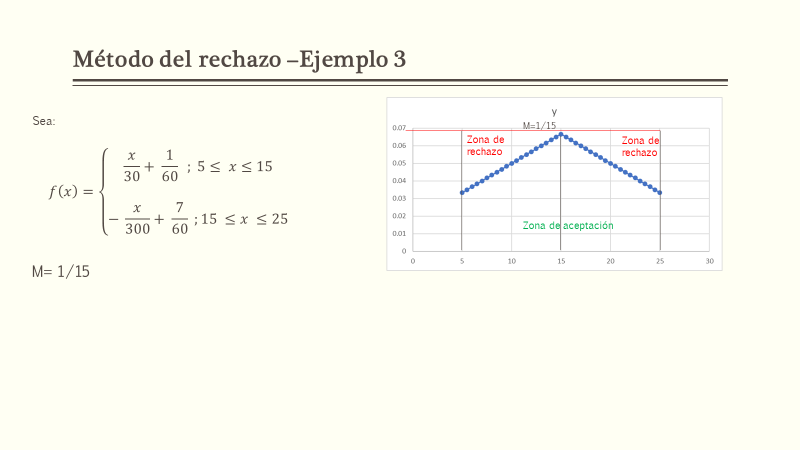 Método del rechazo –Ejemplo 3
Sea:
f(x) = { x/30 + 1/60 ; 5 ≤ x ≤ 15
− x/300 + 7/60 ; 15 ≤ x ≤ 25
M= 1/15
y
M=1/15
0.07
0.06
0.05
0.04
0.03
0.02
0.01
0
0 5 10 15 20 25 30
Zona de
rechazo
Zona de
rechazo
Zona de aceptación